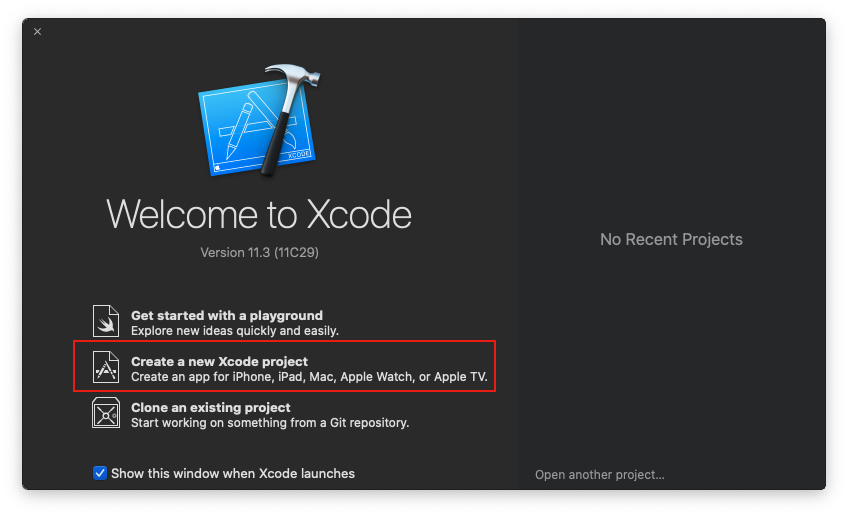 XCODE
Welcome to Xcode
Version 11.3 (11C29)
Get started with a playground
Explore new ideas quickly and easily.
Create a new Xcode project
Create an app for iPhone, iPad, Mac, Apple Watch, or Apple TV.
Clone an existing project
Start working on something from a Git repository.
Show this window when Xcode launches
No Recent Projects
Open another project...